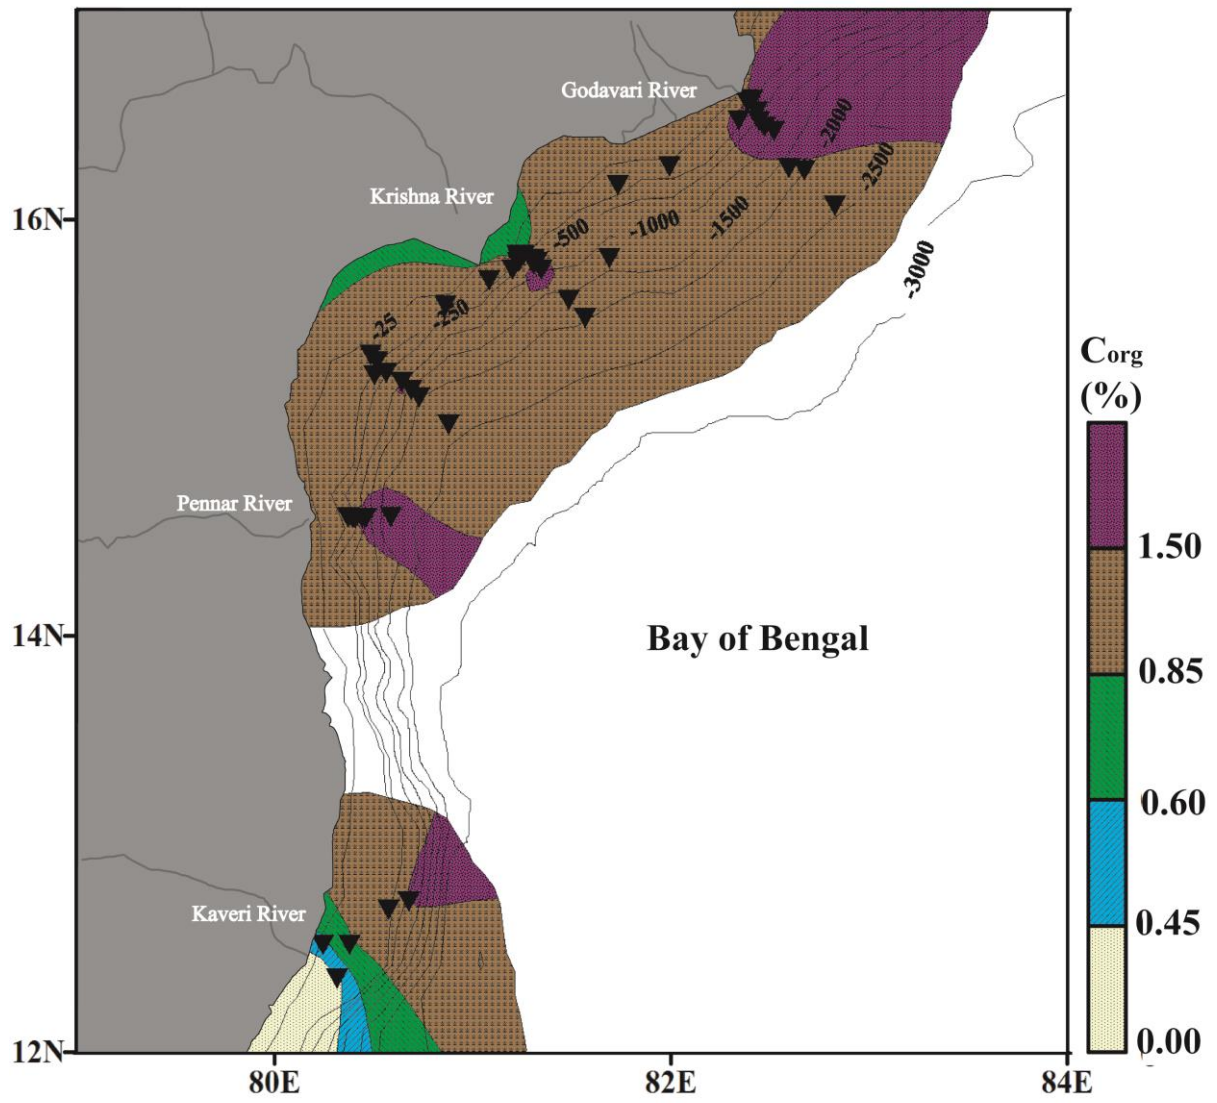 Godavari River
-2000
-2500
Krishna River
16N
-500
-1000
-1500
-3000
-25
-250
Corg
(%)
Pennar River
1.50
14N
Bay of Bengal
0.85
0.60
Kaveri River
0.45
0.00
12N
80E
82E
84E